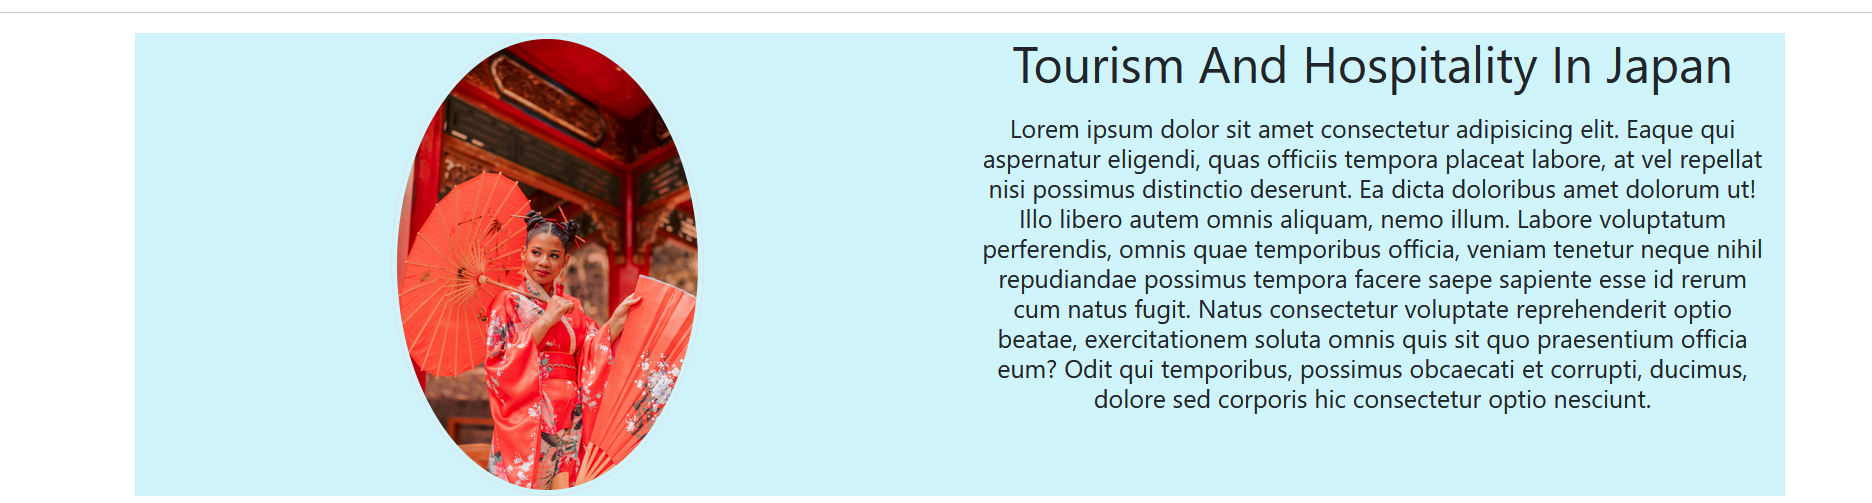 Tourism And Hospitality In Japan
Lorem ipsum dolor sit amet consectetur adipisicing elit. Eaque qui
aspernatur eligendi, quas officiis tempora placeat labore, at vel repellat
nisi possimus distinctio deserunt. Ea dicta doloribus amet dolorum ut!
Illo libero autem omnis aliquam, nemo illum. Labore voluptatum
perferendis, omnis quae temporibus officia, veniam tenetur neque nihil
repudiandae possimus tempora facere saepe sapiente esse id rerum
cum natus fugit. Natus consectetur voluptate reprehenderit optio
beatae, exercitationem soluta omnis quis sit quo praesentium officia
eum? Odit qui temporibus, possimus obcaecati et corrupti, ducimus,
dolore sed corporis hic consectetur optio nesciunt.